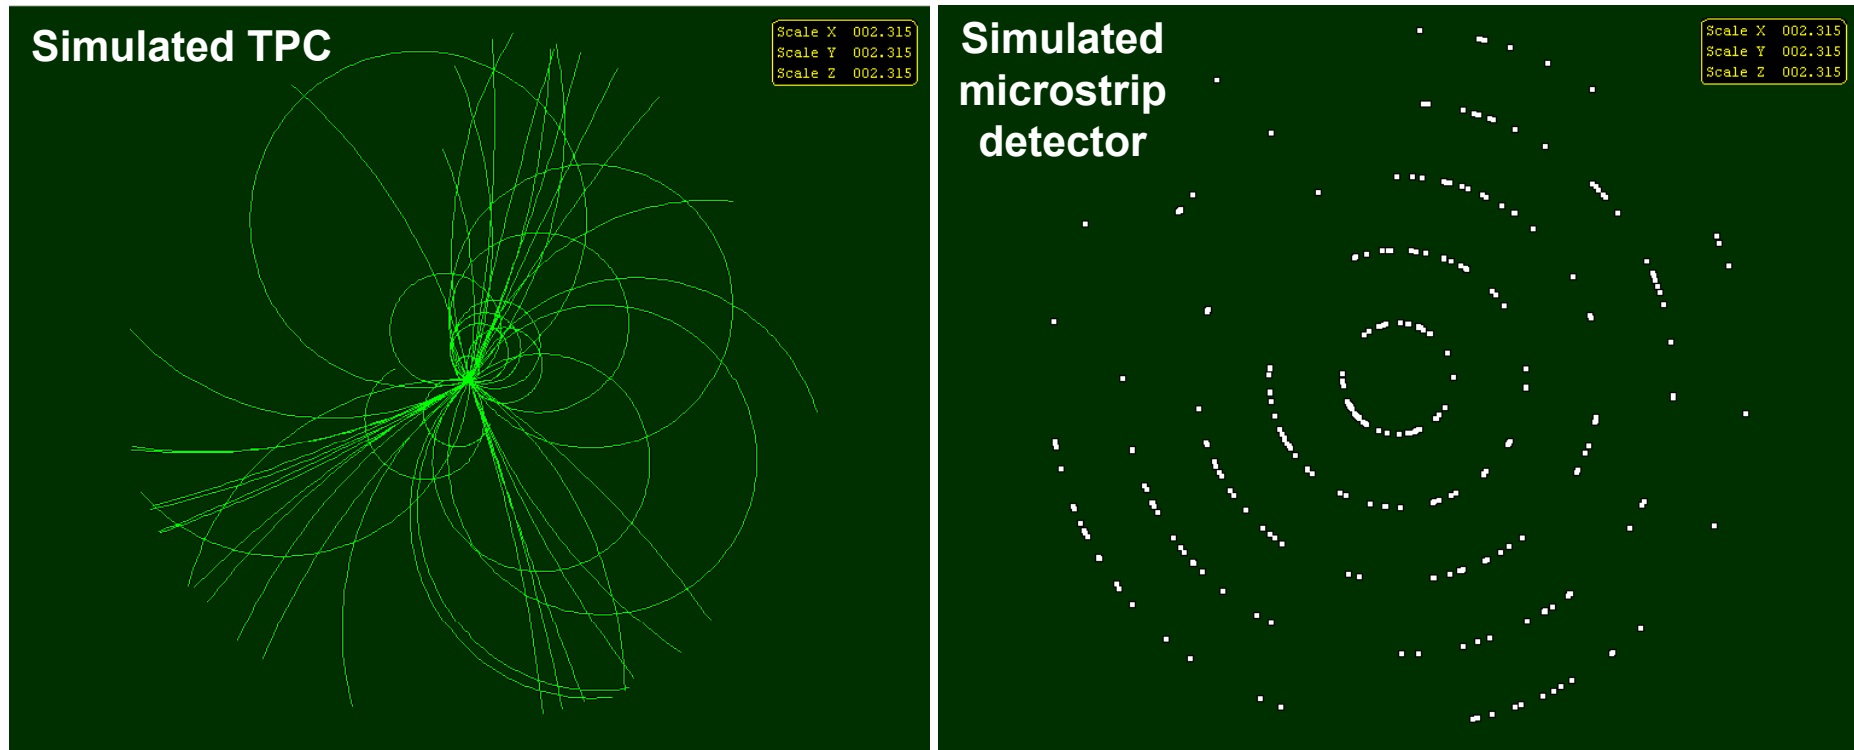 Simulated TPC
Scale X 002.315
Scale Y 002.315
Scale Z 002.315
Simulated
microstrip
detector
Scale X 002.315
Scale Y 002.315
Scale Z 002.315